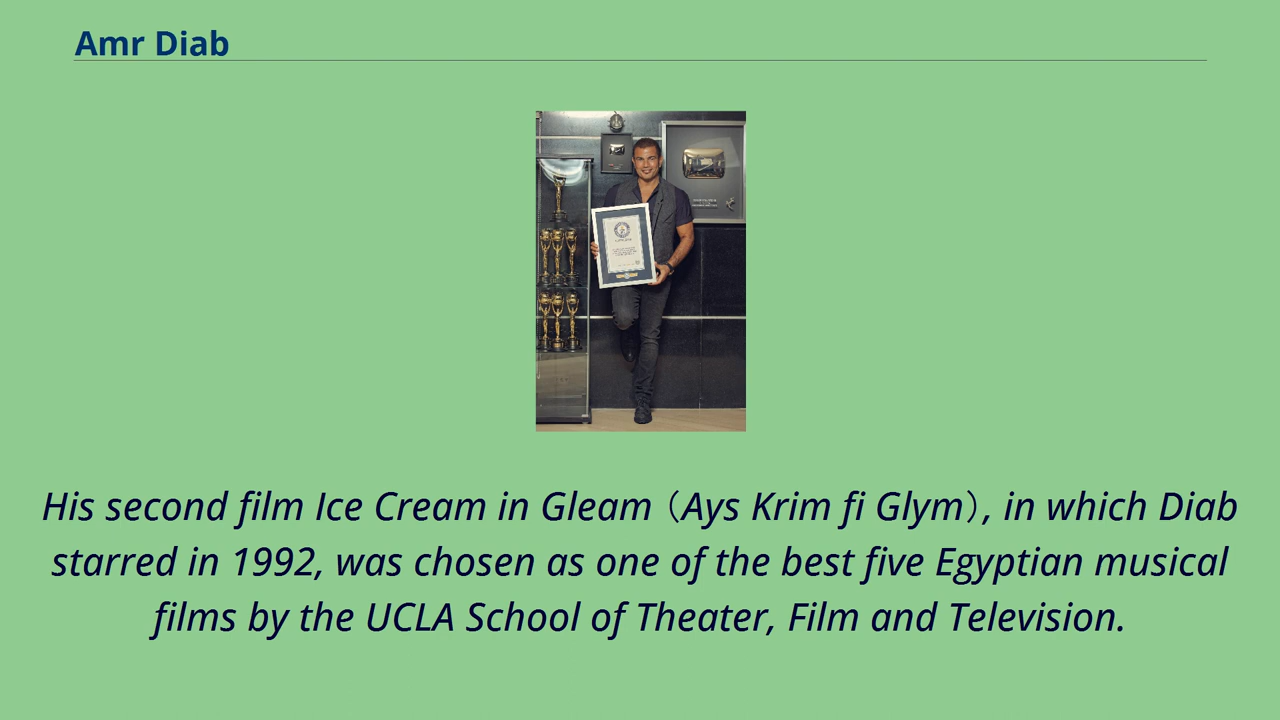 Amr Diab
His second film Ice Cream in Gleam（Ays Krim fi Glym）, in which Diab
starred in 1992, was chosen as one of the best five Egyptian musical
films by the UCLA School of Theater, Film and Television.